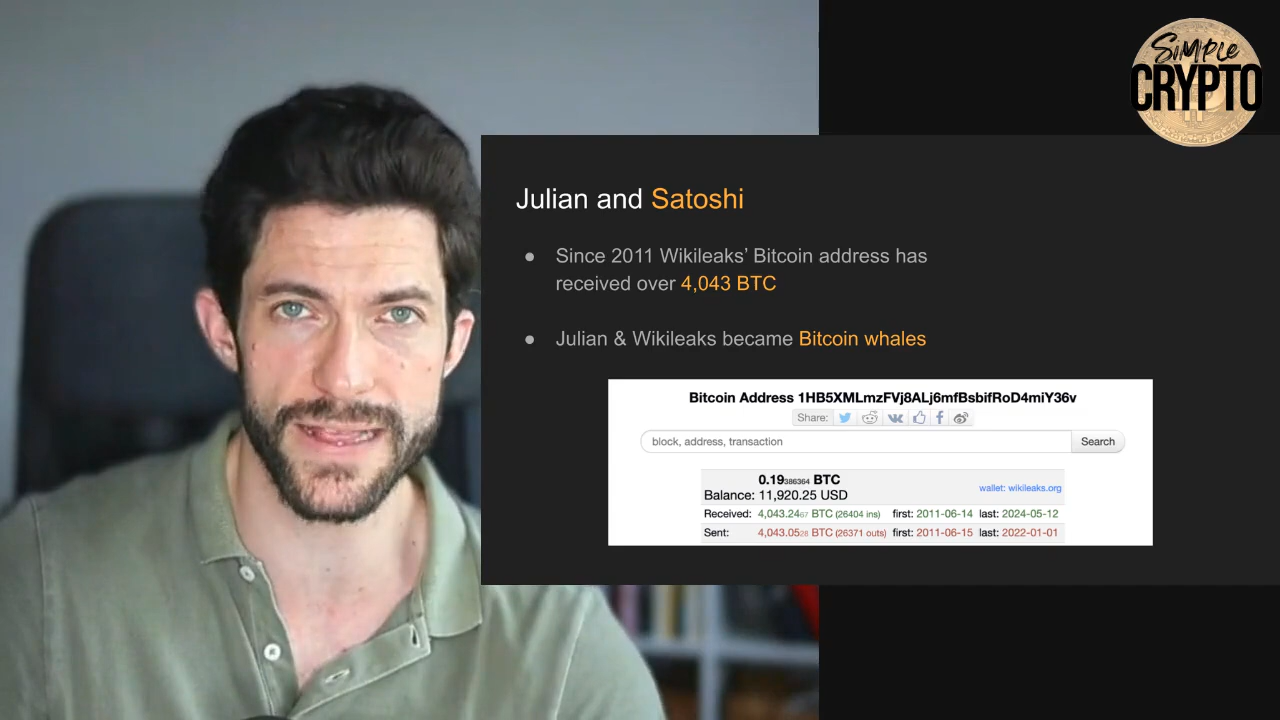 Simple
CRYPTO
Julian and Satoshi
● Since 2011 Wikileaks’ Bitcoin address has
received over 4,043 BTC
● Julian & Wikileaks became Bitcoin whales
Bitcoin Address 1HB5XMLmzFVj8ALj6mfBsbifRoD4miY36v
Share:
block, address, transaction Search
0.19386364 BTC
Balance: 11,920.25 USD wallet: wikileaks.org
Received: 4,043.2467 BTC (26404 ins) first: 2011-06-14 last: 2024-05-12
Sent: 4,043.0528 BTC (26371 outs) first: 2011-06-15 last: 2022-01-01